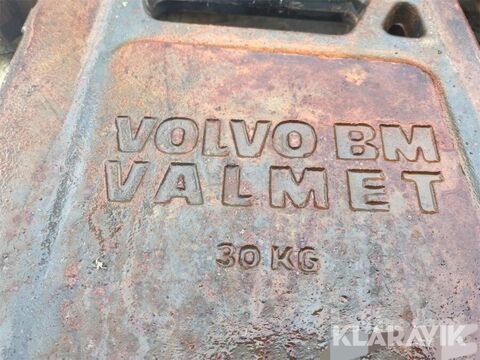 VOLVO BM
VALMET
30 KG
KLARAVIK